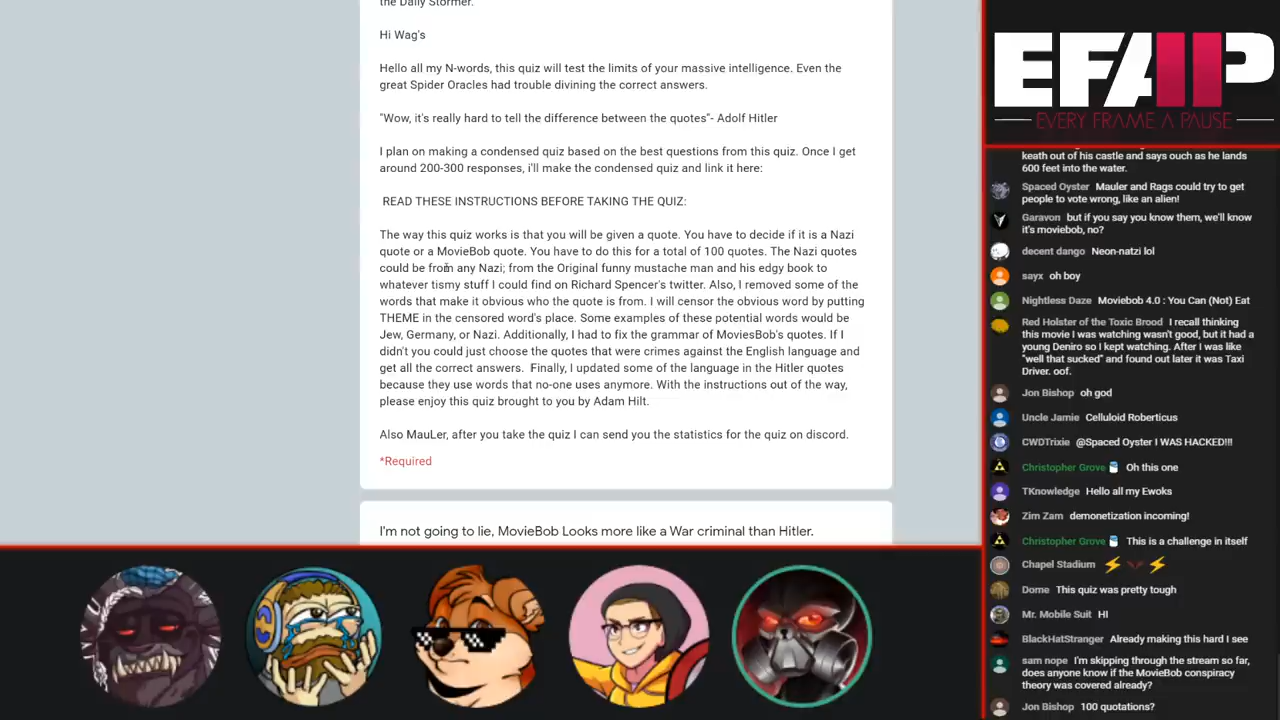 the Daily Stormer.
Hi Wag's
Hello all my N-words, this quiz will test the limits of your massive intelligence. Even the
great Spider Oracles had trouble divining the correct answers.
"Wow, it's really hard to tell the difference between the quotes"- Adolf Hitler
I plan on making a condensed quiz based on the best questions from this quiz. Once I get
around 200-300 responses, i'll make the condensed quiz and link it here:
READ THESE INSTRUCTIONS BEFORE TAKING THE QUIZ:
The way this quiz works is that you will be given a quote. You have to decide if it is a Nazi
quote or a MovieBob quote. You have to do this for a total of 100 quotes. The Nazi quotes
could be from any Nazi; from the Original funny mustache man and his edgy book to
whatever tismy stuff I could find on Richard Spencer's twitter. Also, I removed some of the
words that make it obvious who the quote is from. I will censor the obvious word by putting
THEME in the censored word's place. Some examples of these potential words would be
Jew, Germany, or Nazi. Additionally, I had to fix the grammar of MoviesBob's quotes. If I
didn't you could just choose the quotes that were crimes against the English language and
get all the correct answers.  Finally, I updated some of the language in the Hitler quotes
because they use words that no-one uses anymore. With the instructions out of the way,
please enjoy this quiz brought to you by Adam Hilt.
Also MauLer, after you take the quiz I can send you the statistics for the quiz on discord.
*Required
I'm not going to lie, MovieBob Looks more like a War criminal than Hitler.
EFAP
EVERY FRAME A PAUSE
keath out of his castle and says ouch as he lands
600 feet into the water.
Spaced Oyster Mauler and Rags could try to get
people to vote wrong, like an alien!
Garavon but if you say you know them, we'll know
it's moviebob, no?
decent dango Neon-natzi lol
sayx oh boy
Nightless Daze Moviebob 4.0 : You Can (Not) Eat
Red Holster of the Toxic Brood I recall thinking
this movie I was watching wasn't good, but it had a
young Deniro so I kept watching. After I was like
"well that sucked" and found out later it was Taxi
Driver. oof.
Jon Bishop oh god
Uncle Jamie Celluloid Roberticus
CWDTrixie @Spaced Oyster I WAS HACKED!!!
Christopher Grove Oh this one
TKnowledge Hello all my Ewoks
Zim Zam demonetization incoming!
Christopher Grove This is a challenge in itself
Chapel Stadium ⚡ ⚡
Dome This quiz was pretty tough
Mr. Mobile Suit HI
BlackHatStranger Already making this hard I see
sam nope I'm skipping through the stream so far,
does anyone know if the MovieBob conspiracy
theory was covered already?
Jon Bishop 100 quotations?